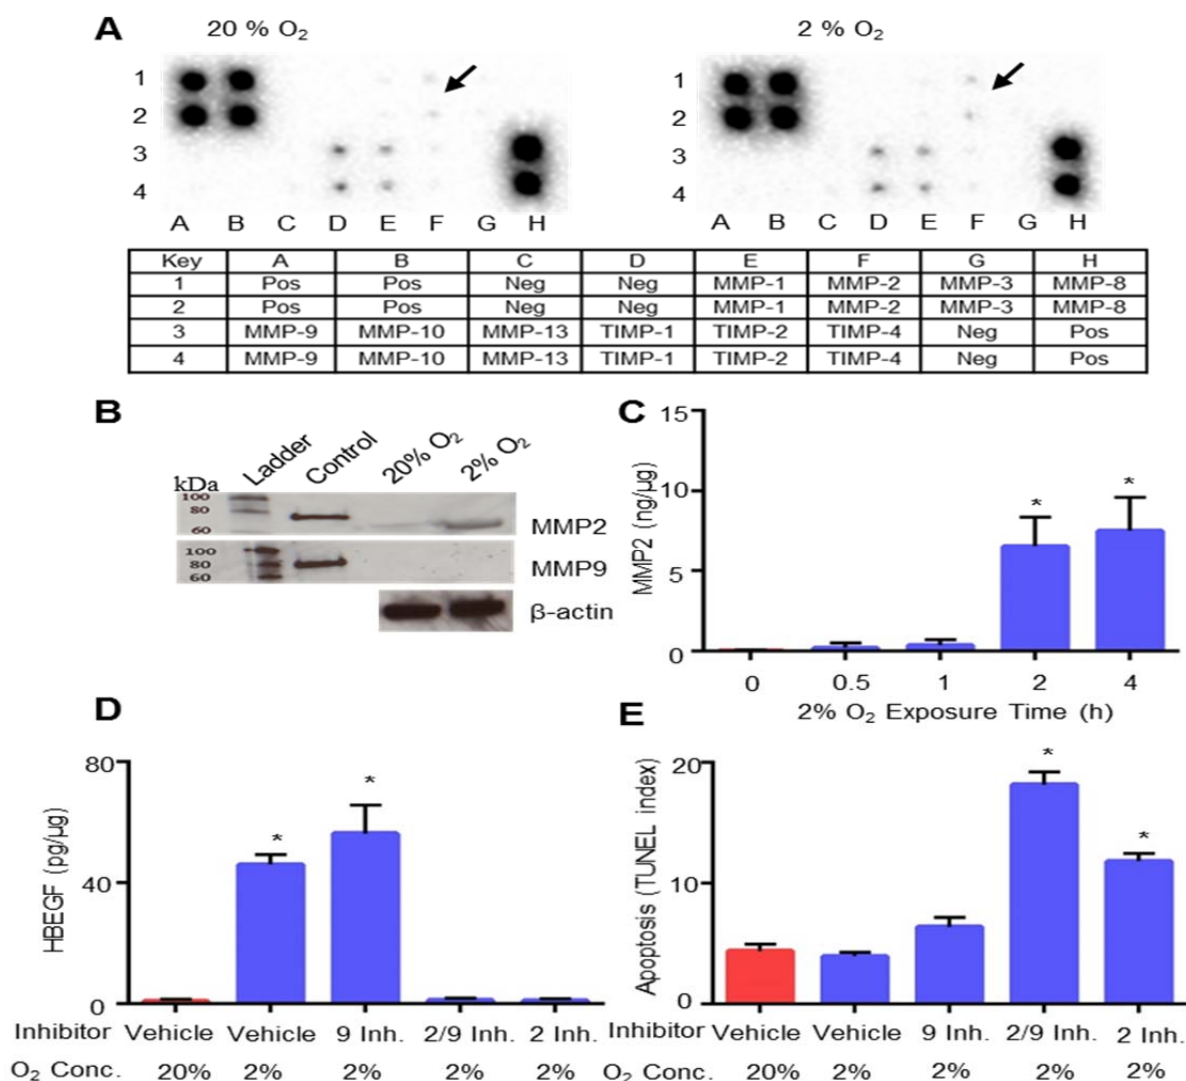 A
20 % O₂
2 % O₂
1
2
3
4
A B C D E F G H
1
2
3
4
A B C D E F G H
Key A B C D E F G H
1 Pos Pos Neg Neg MMP-1 MMP-2 MMP-3 MMP-8
2 Pos Pos Neg Neg MMP-1 MMP-2 MMP-3 MMP-8
3 MMP-9 MMP-10 MMP-13 TIMP-1 TIMP-2 TIMP-4 Neg Pos
4 MMP-9 MMP-10 MMP-13 TIMP-1 TIMP-2 TIMP-4 Neg Pos
B
kDa
Ladder
Control
20% O₂
2% O₂
100
80
60
MMP2
100
80
60
MMP9
β-actin
C
MMP2 (ng/µg)
15
10
5
0
* *
0 0.5 1 2 4
2% O₂ Exposure Time (h)
D
HBEGF (pg/µg)
80
40
0
* *
Inhibitor Vehicle Vehicle 9 Inh. 2/9 Inh. 2 Inh.
O₂ Conc. 20% 2% 2% 2% 2%
E
Apoptosis (TUNEL index)
20
10
0
* *
Inhibitor Vehicle Vehicle 9 Inh. 2/9 Inh. 2 Inh.
O₂ Conc. 20% 2% 2% 2% 2%